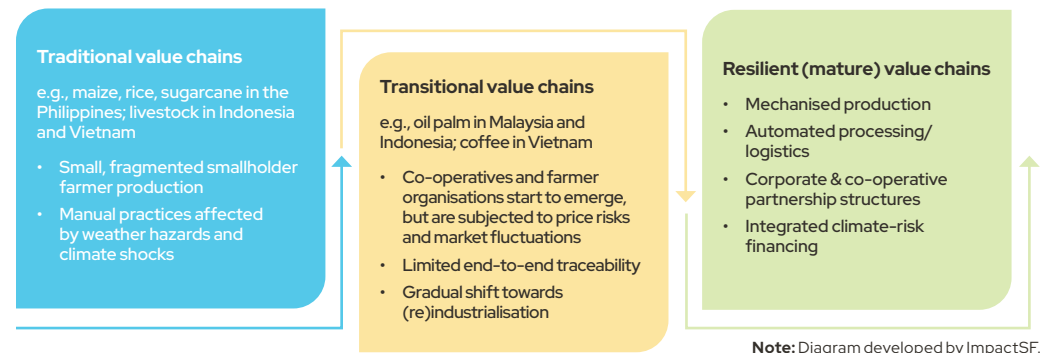 Traditional value chains
e.g., maize, rice, sugarcane in the
Philippines; livestock in Indonesia
and Vietnam
• Small, fragmented smallholder
farmer production
• Manual practices affected
by weather hazards and
climate shocks
Transitional value chains
e.g., oil palm in Malaysia and
Indonesia; coffee in Vietnam
• Co-operatives and farmer
organisations start to emerge,
but are subjected to price risks
and market fluctuations
• Limited end-to-end traceability
• Gradual shift towards
(re)industrialisation
Resilient (mature) value chains
• Mechanised production
• Automated processing/
logistics
• Corporate & co-operative
partnership structures
• Integrated climate-risk
financing
Note: Diagram developed by ImpactSF.